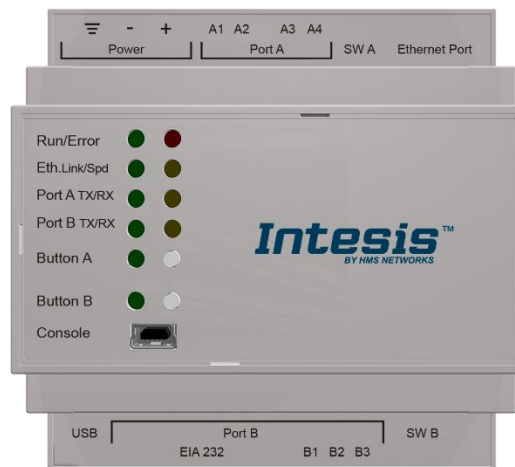 - +
A1 A2 A3 A4
Power
Port A
SW A
Ethernet Port
Run/Error
Eth.Link/Spd
Port A TX/RX
Port B TX/RX
Button A
Button B
Console
Intesis™
BY HMS NETWORKS
USB
Port B
SW B
EIA 232
B1 B2 B3